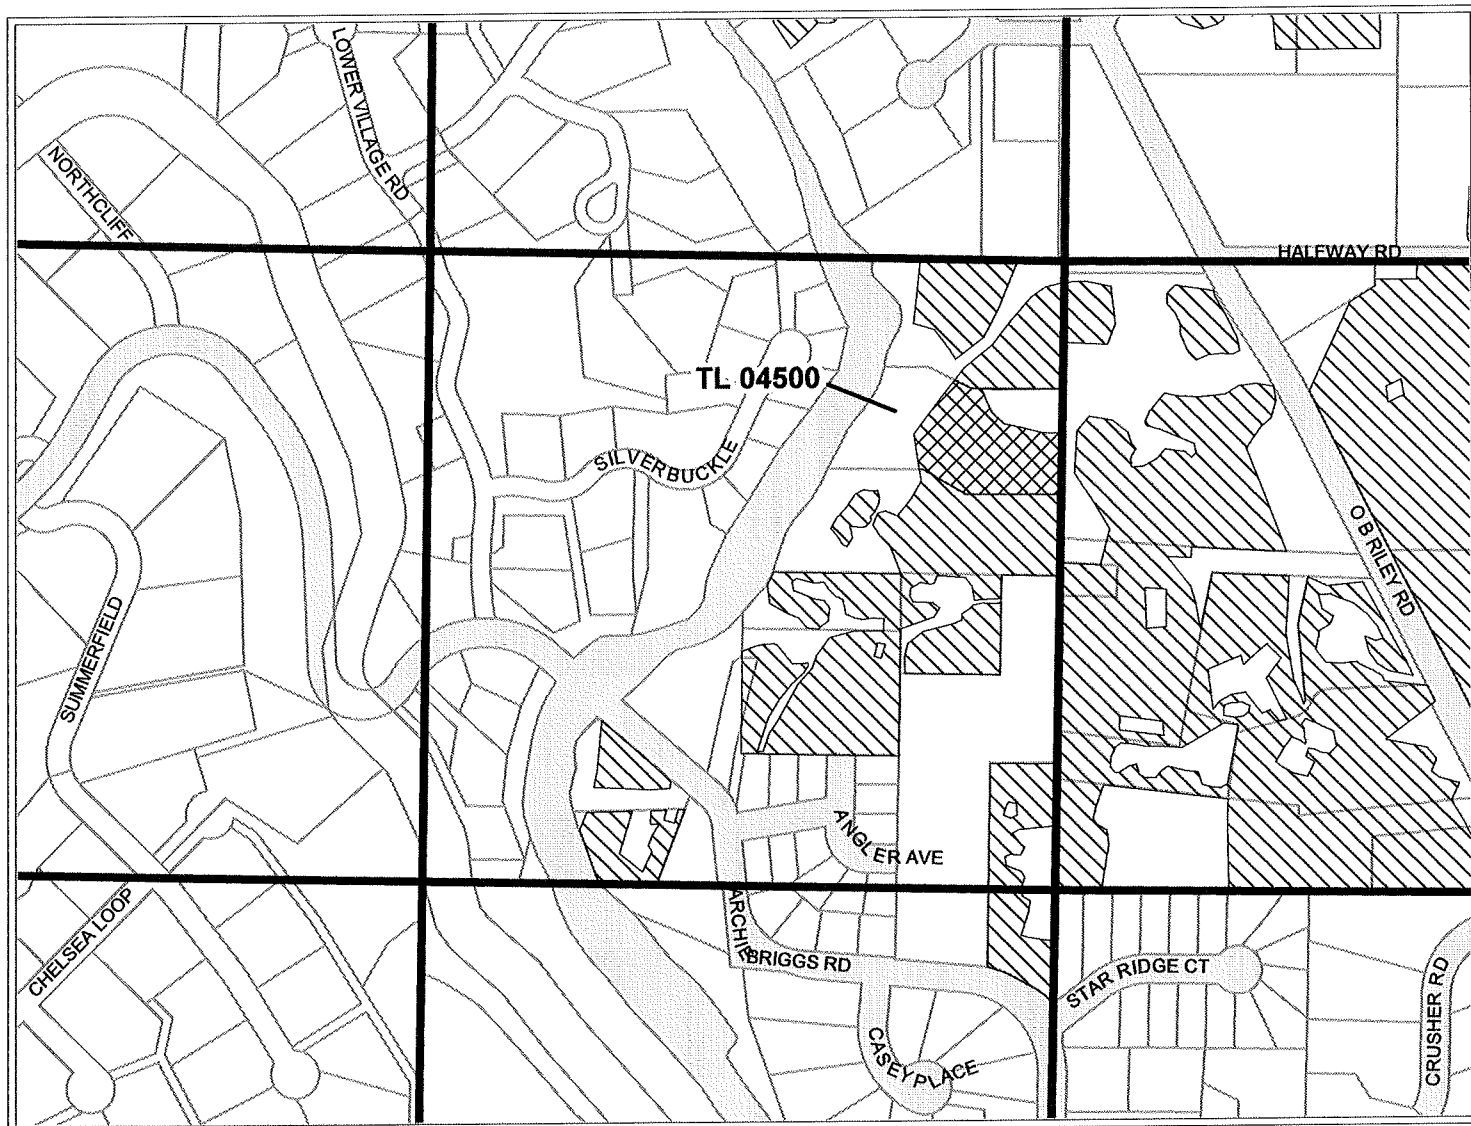 LOWER VILLAGE RD
NORTHCLIFF
HALFWAY RD
TL 04500
SILVERBUCKLE
O B RILEY RD
SUMMERFIELD
ANGLER AVE
CHELSEA LOOP
ARCHIE BRIGGS RD
STAR RIDGE CT
CRUSHER RD
CASEY PLACE